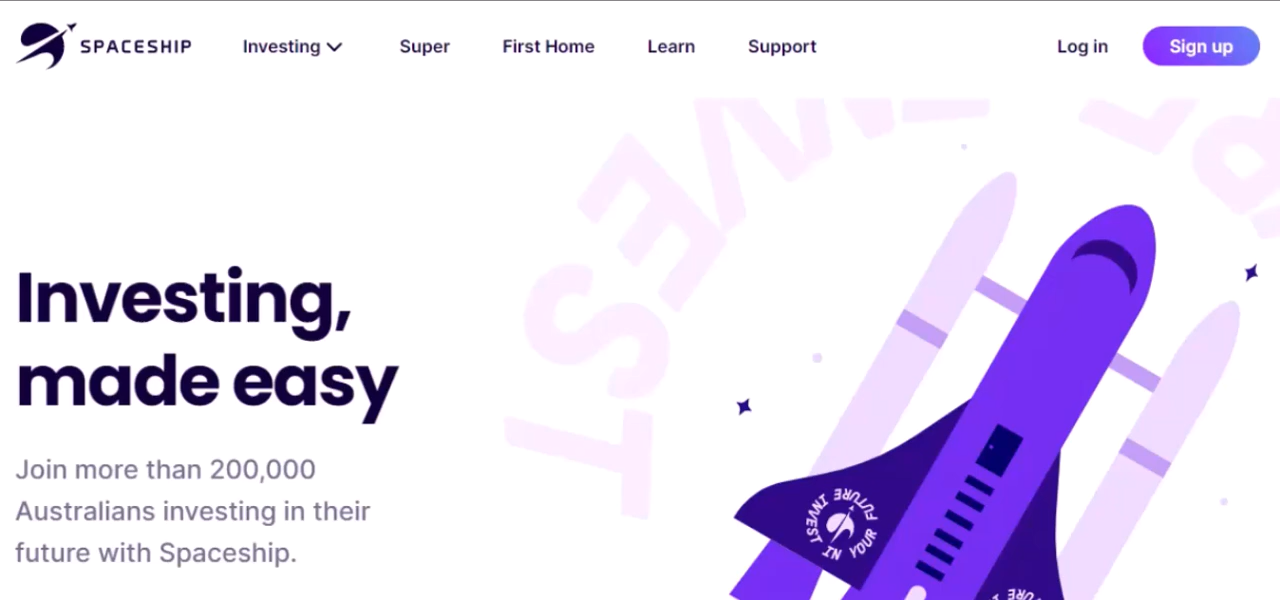 SPACESHIP
Investing
Super
First Home
Learn
Support
Log in
Sign up
Investing,
made easy
Join more than 200,000
Australians investing in their
future with Spaceship.
INVEST
INVEST IN YOUR FUTURE